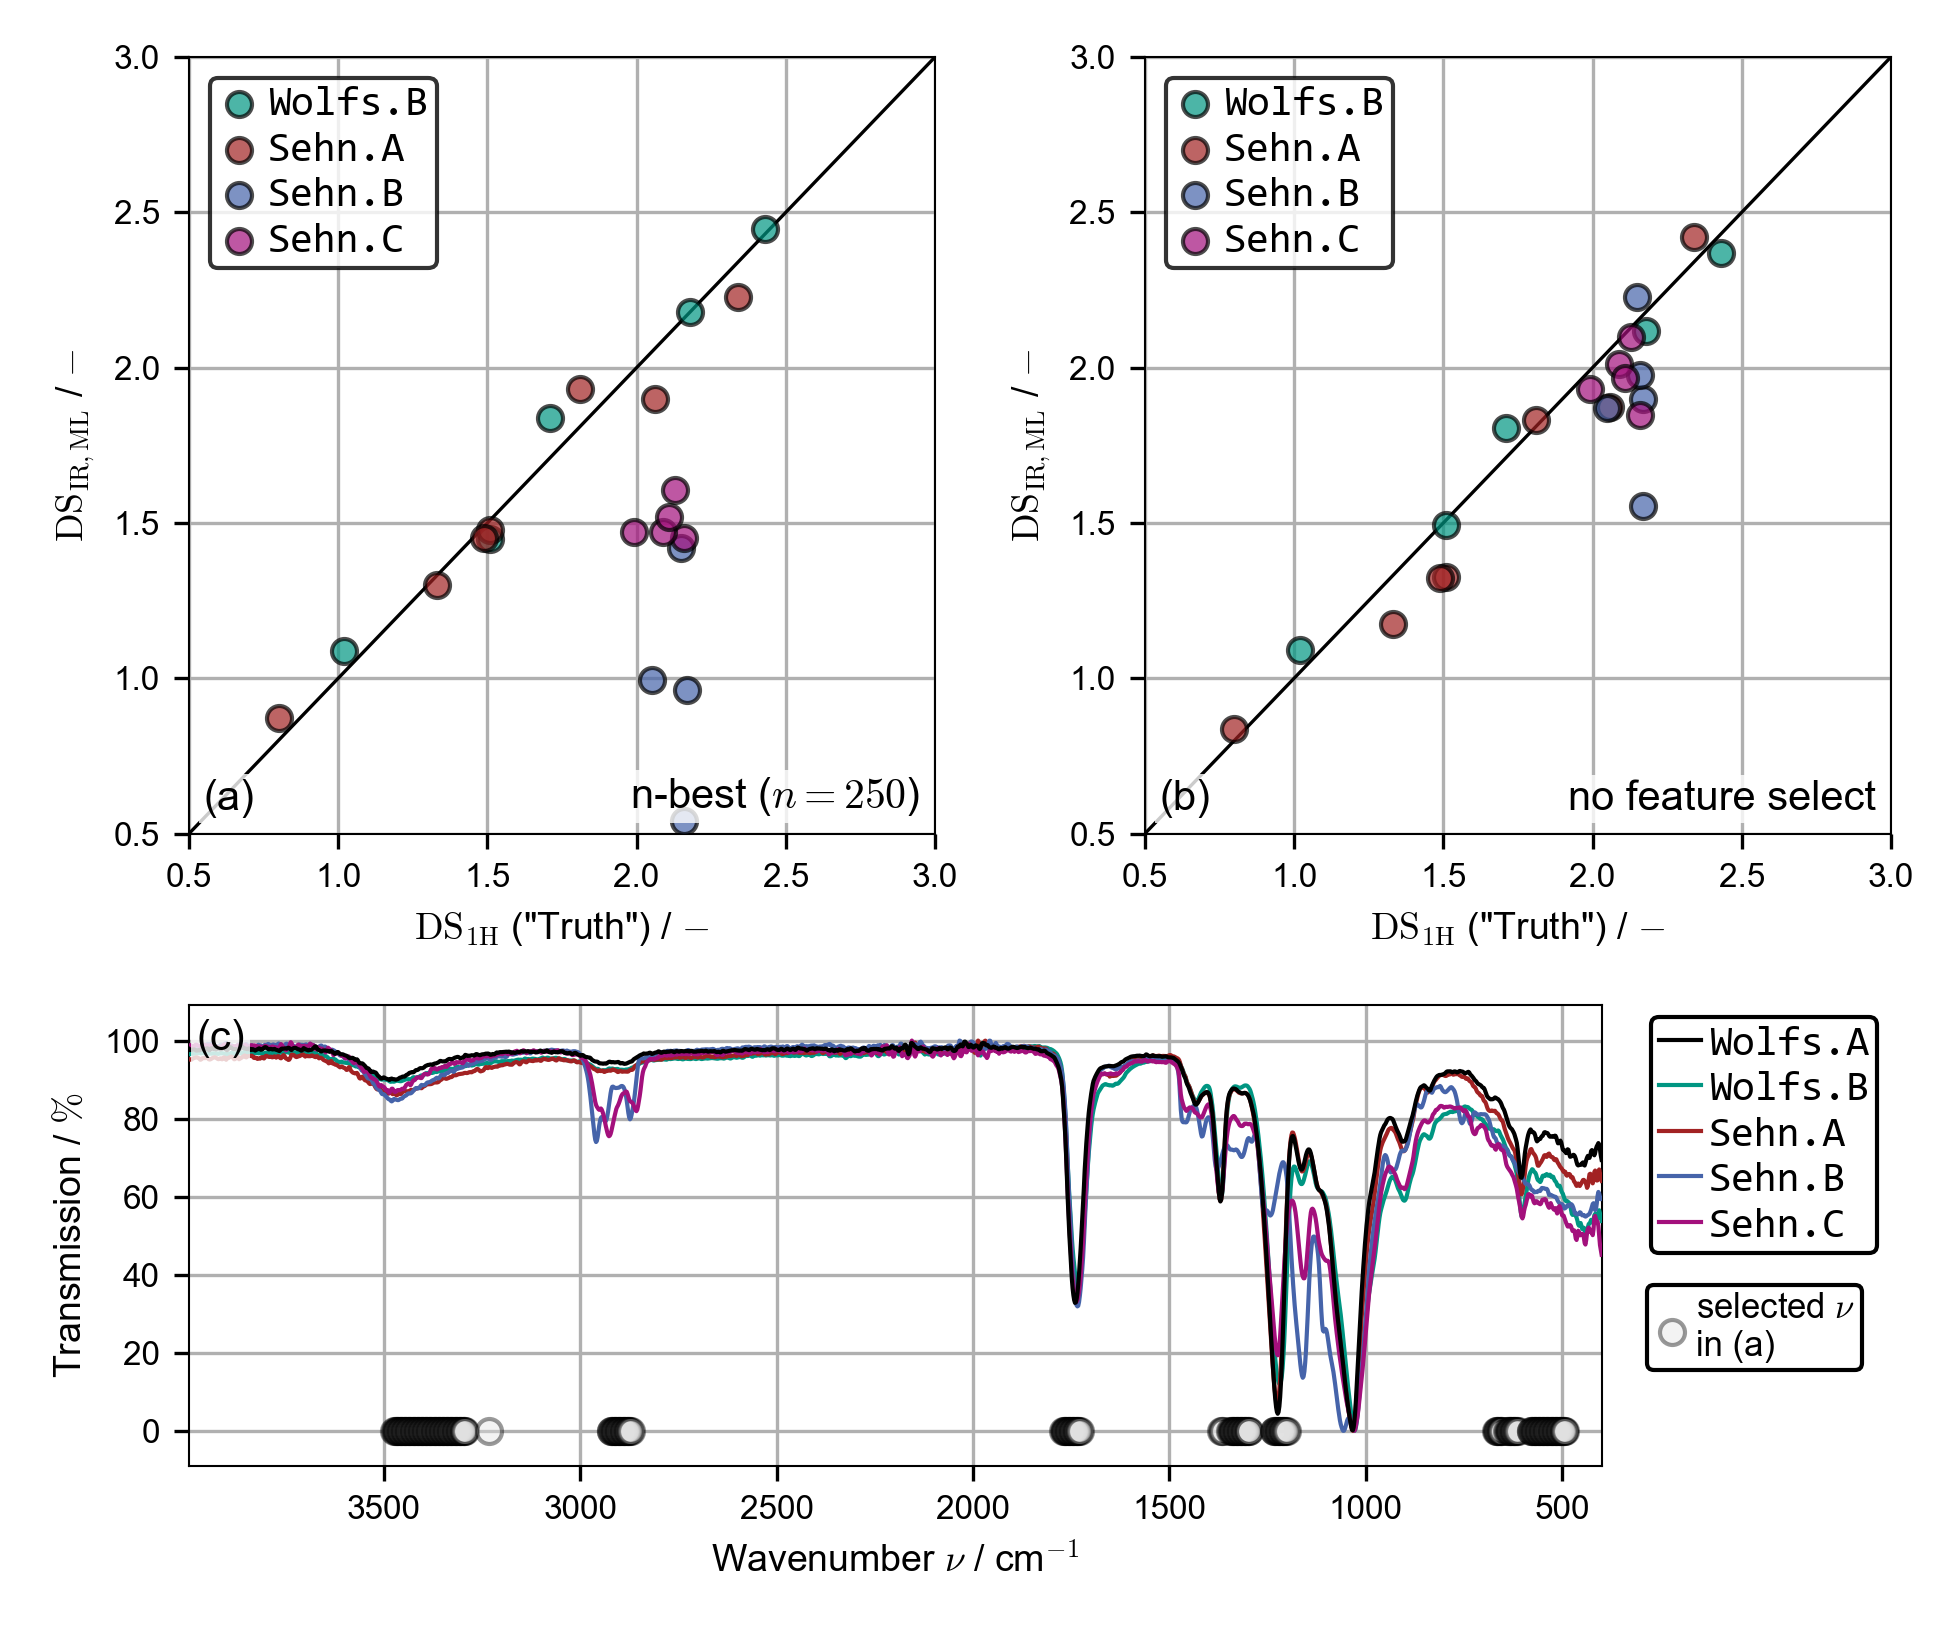 3.0
2.5
2.0
1.5
1.0
0.5
0.5 1.0 1.5 2.0 2.5 3.0
DS_IR,ML / −
DS_1H ("Truth") / −
Wolfs.B
Sehn.A
Sehn.B
Sehn.C
(a)
n-best (n = 250)
3.0
2.5
2.0
1.5
1.0
0.5
0.5 1.0 1.5 2.0 2.5 3.0
DS_IR,ML / −
DS_1H ("Truth") / −
Wolfs.B
Sehn.A
Sehn.B
Sehn.C
(b)
no feature select
(c)
100
80
60
40
20
0
Transmission / %
3500 3000 2500 2000 1500 1000 500
Wavenumber ν / cm⁻¹
Wolfs.A
Wolfs.B
Sehn.A
Sehn.B
Sehn.C
selected ν
in (a)